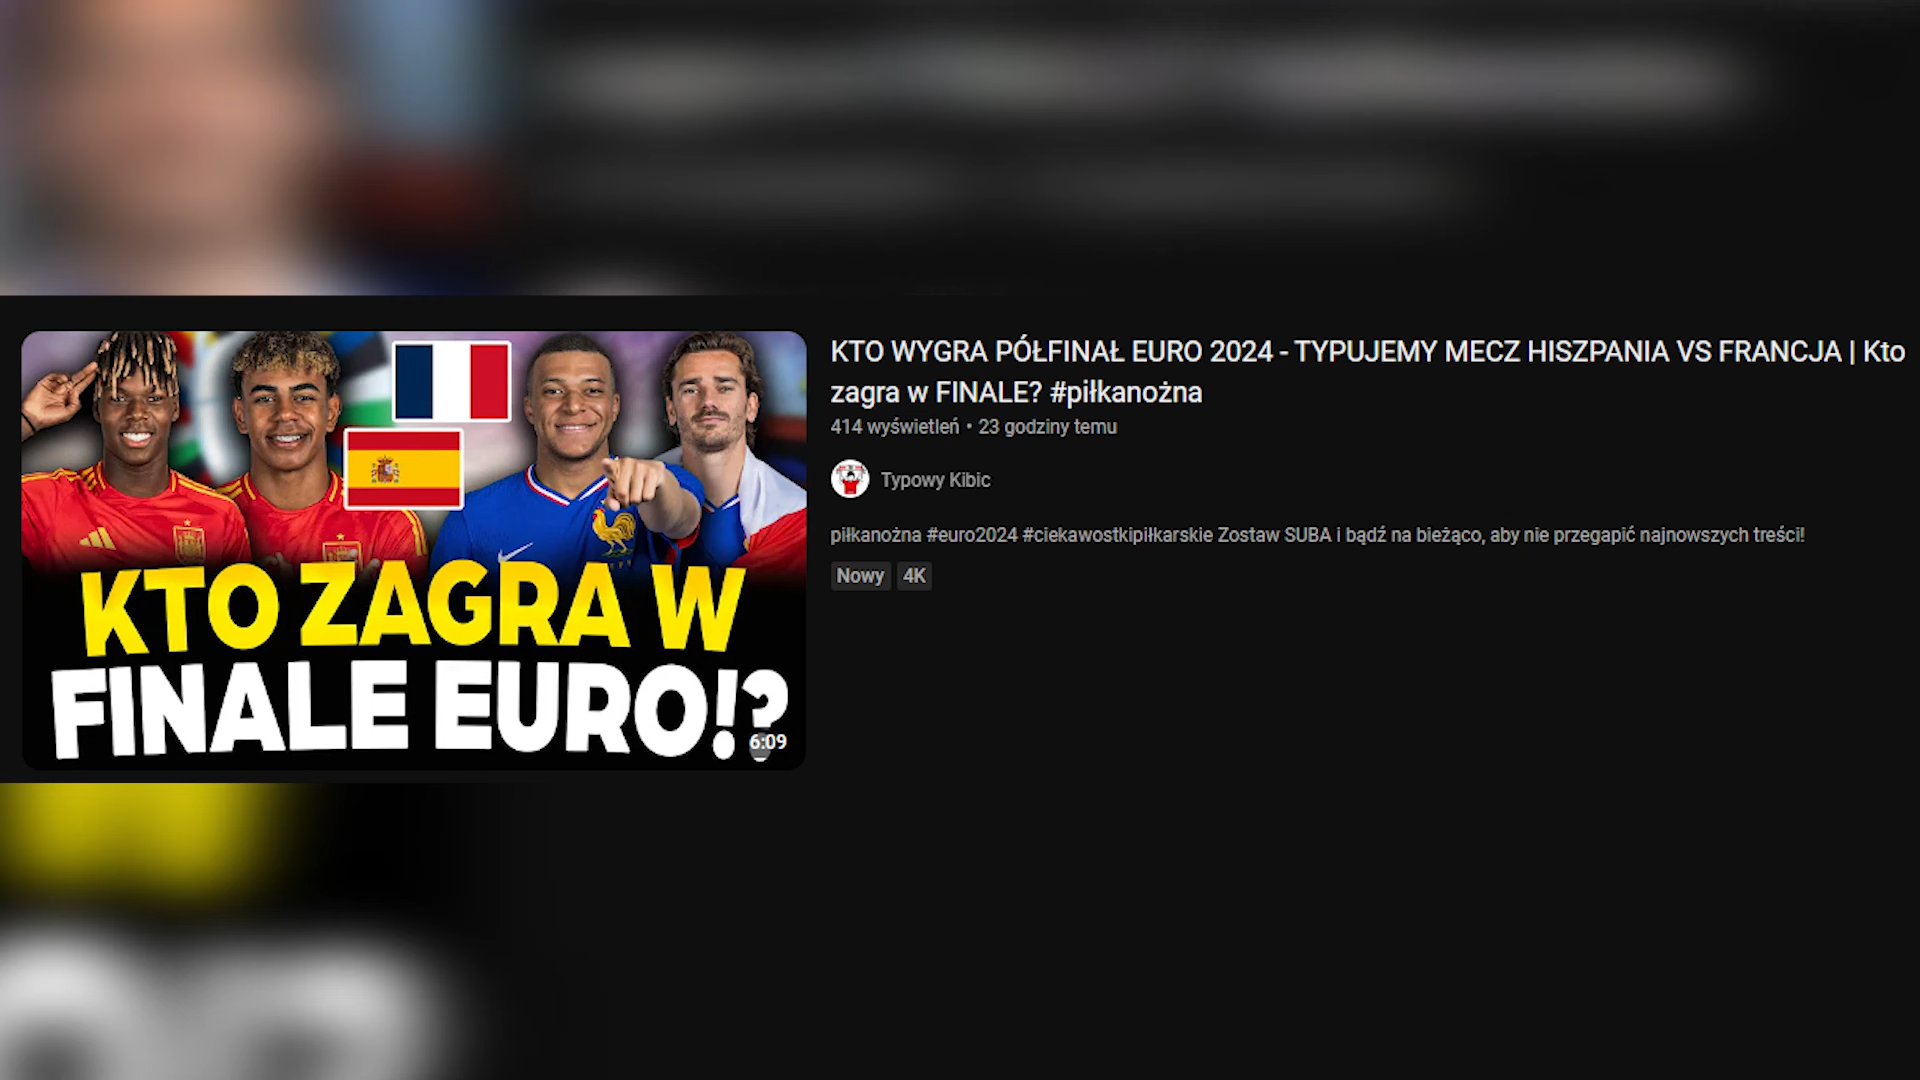 KTO ZAGRA W
FINALE EURO!?
6:09
KTO WYGRA PÓŁFINAŁ EURO 2024 - TYPUJEMY MECZ HISZPANIA VS FRANCJA | Kto
zagra w FINALE? #piłkanożna
414 wyświetleń • 23 godziny temu
Typowy Kibic
piłkanożna #euro2024 #ciekawostkipiłkarskie Zostaw SUBA i bądź na bieżąco, aby nie przegapić najnowszych treści!
Nowy 4K